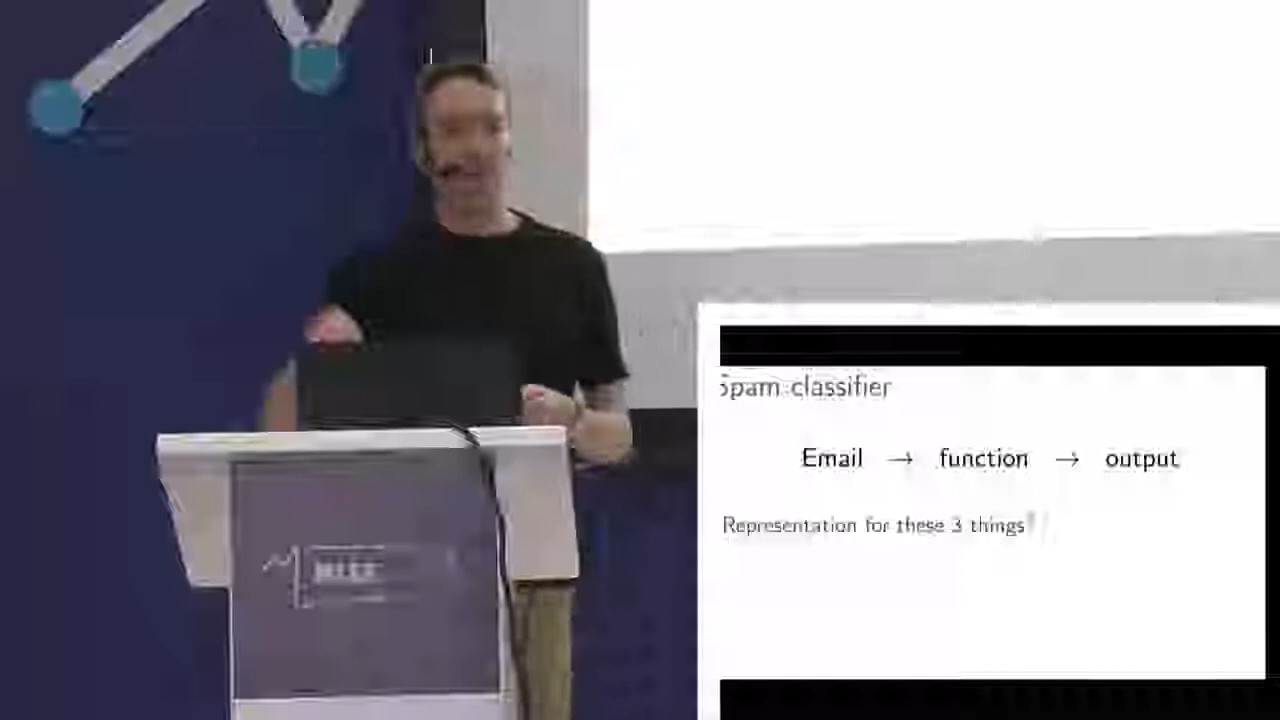 Spam classifier
Email → function → output
Representation for these 3 things